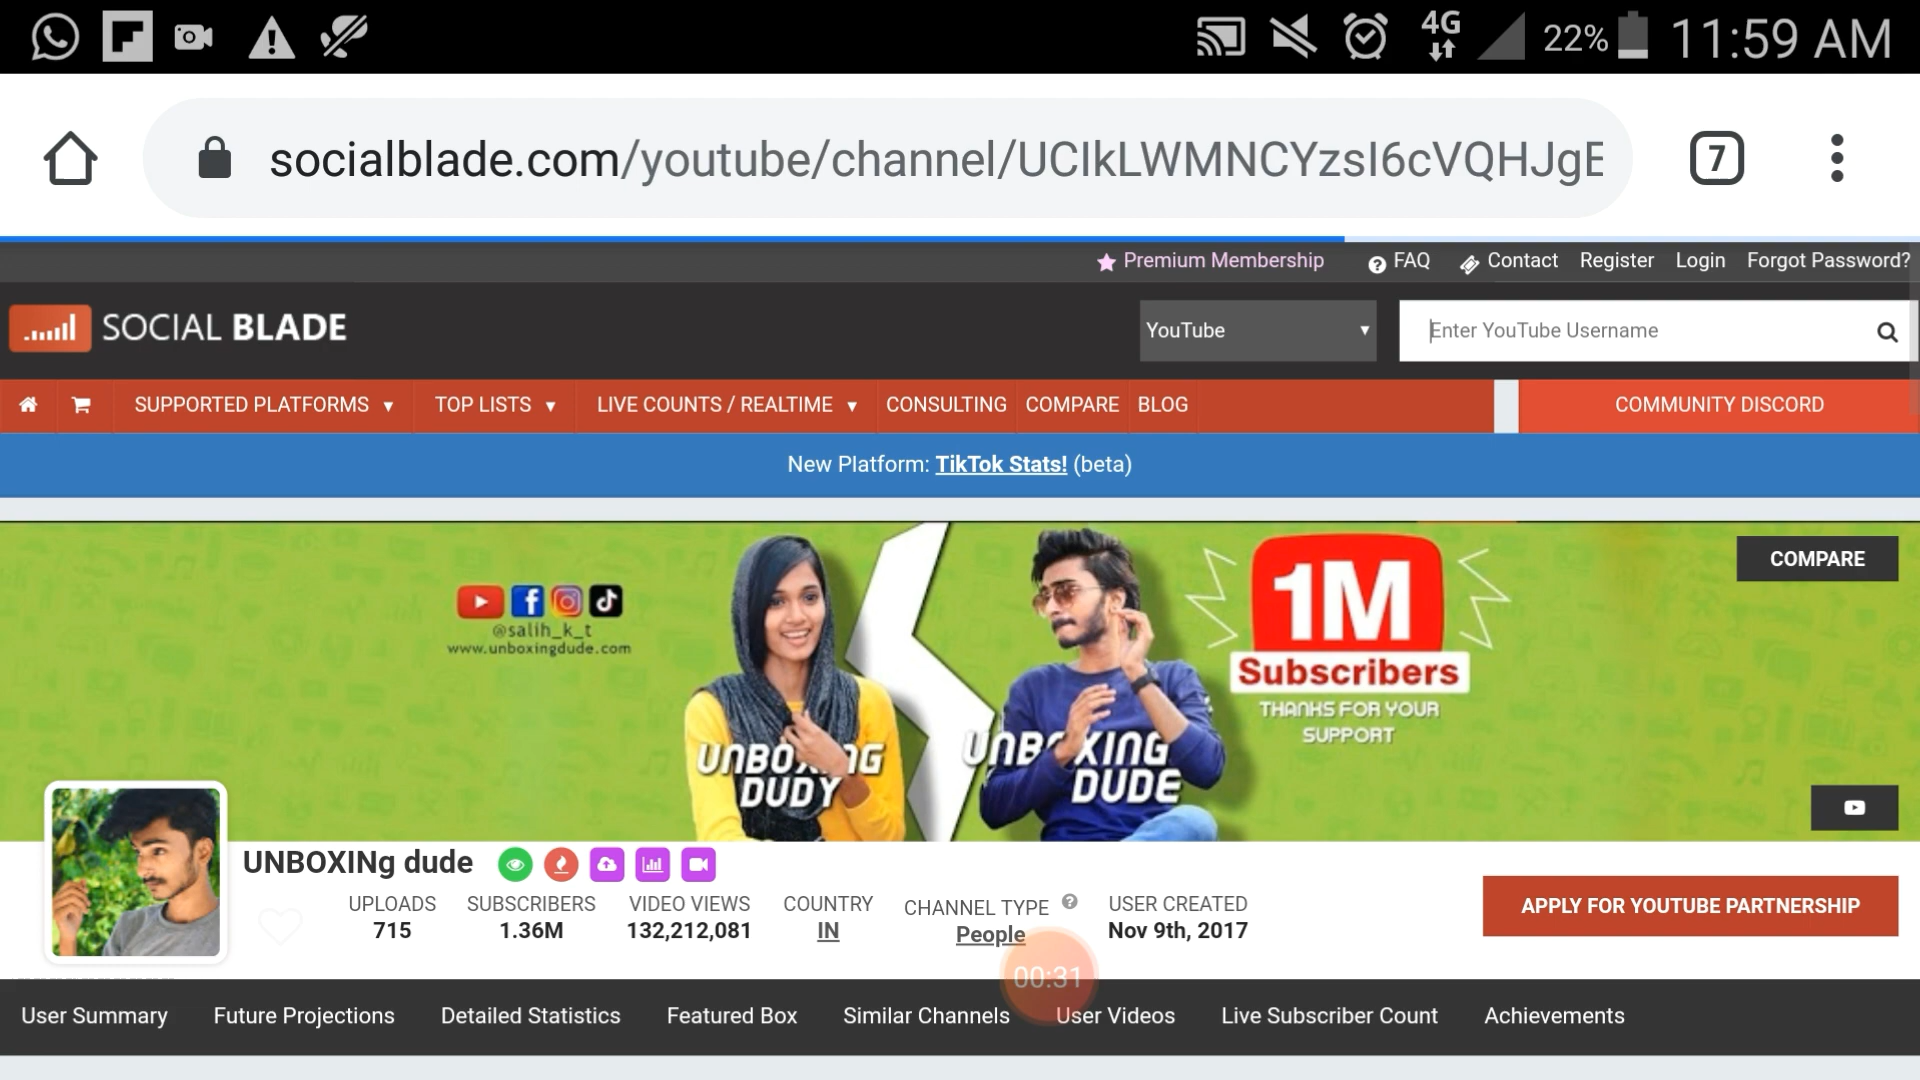 4G 22% 11:59 AM
socialblade.com/youtube/channel/UCIkLWMNCYzsI6cVQHJgE
7
Premium Membership FAQ Contact Register Login Forgot Password?
SOCIAL BLADE YouTube Enter YouTube Username
SUPPORTED PLATFORMS TOP LISTS LIVE COUNTS / REALTIME CONSULTING COMPARE BLOG COMMUNITY DISCORD
New Platform: TikTok Stats! (beta)
COMPARE
@salih_k_t
www.unboxingdude.com
1M
Subscribers
THANKS FOR YOUR
SUPPORT
UNBOXING
DUDY
UNBOXING
DUDE
UNBOXINg dude
UPLOADS SUBSCRIBERS VIDEO VIEWS COUNTRY CHANNEL TYPE USER CREATED
715 1.36M 132,212,081 IN People Nov 9th, 2017
APPLY FOR YOUTUBE PARTNERSHIP
00:31
User Summary Future Projections Detailed Statistics Featured Box Similar Channels User Videos Live Subscriber Count Achievements